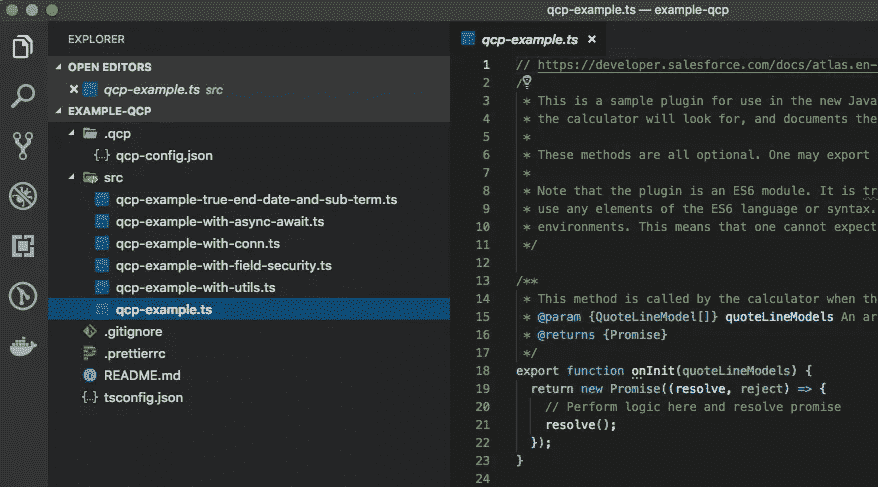 qcp-example.ts — example-qcp
EXPLORER
OPEN EDITORS
qcp-example.ts src
EXAMPLE-QCP
.qcp
{..} qcp-config.json
src
qcp-example-true-end-date-and-sub-term.ts
qcp-example-with-async-await.ts
qcp-example-with-conn.ts
qcp-example-with-field-security.ts
qcp-example-with-utils.ts
qcp-example.ts
.gitignore
.prettierrc
README.md
{..} tsconfig.json
qcp-example.ts
1 // https://developer.salesforce.com/docs/atlas.en-
2 /
3 * This is a sample plugin for use in the new Java
4 * the calculator will look for, and documents the
5 *
6 * These methods are all optional. One may export
7 *
8 * Note that the plugin is an ES6 module. It is tr
9 * use any elements of the ES6 language or syntax.
10 * environments. This means that one cannot expect
11 */
12
13 /**
14 * This method is called by the calculator when th
15 * @param {QuoteLineModel[]} quoteLineModels An ar
16 * @returns {Promise}
17 */
18 export function onInit(quoteLineModels) {
19 return new Promise((resolve, reject) => {
20 // Perform logic here and resolve promise
21 resolve();
22 });
23 }
24